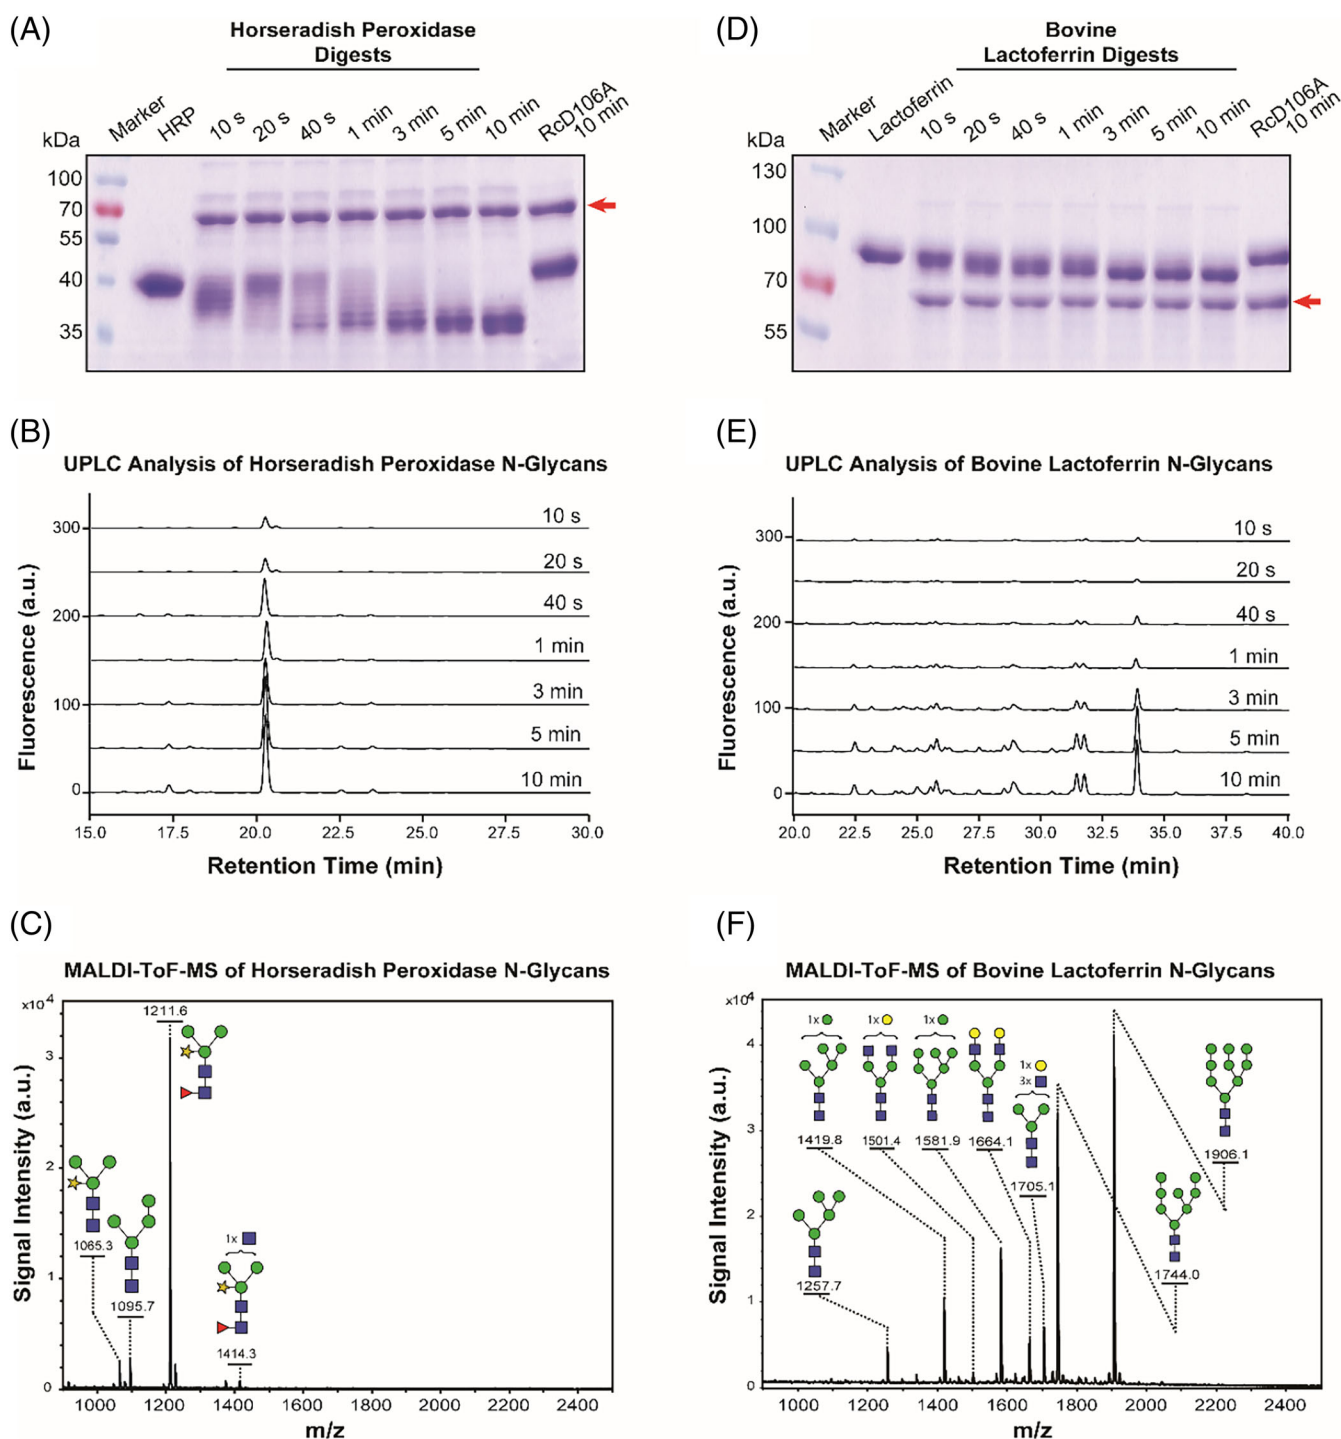 (A)
Horseradish Peroxidase
Digests
kDa
Marker
HRP
10 s
20 s
40 s
1 min
3 min
5 min
10 min
RcD106A
10 min
100
70
55
40
35
(D)
Bovine
Lactoferrin Digests
kDa
Marker
Lactoferrin
10 s
20 s
40 s
1 min
3 min
5 min
10 min
RcD106A
10 min
130
100
70
55
(B)
UPLC Analysis of Horseradish Peroxidase N-Glycans
Fluorescence (a.u.)
300
200
100
0
10 s
20 s
40 s
1 min
3 min
5 min
10 min
15.0 17.5 20.0 22.5 25.0 27.5 30.0
Retention Time (min)
(E)
UPLC Analysis of Bovine Lactoferrin N-Glycans
Fluorescence (a.u.)
300
200
100
0
10 s
20 s
40 s
1 min
3 min
5 min
10 min
20.0 22.5 25.0 27.5 30.0 32.5 35.0 37.5 40.0
Retention Time (min)
(C)
MALDI-ToF-MS of Horseradish Peroxidase N-Glycans
x10⁴
Signal Intensity (a.u.)
3
2
1
0
1211.6
1065.3
1095.7
1x
1414.3
1000 1200 1400 1600 1800 2000 2200 2400
m/z
(F)
MALDI-ToF-MS of Bovine Lactoferrin N-Glycans
x10⁴
Signal Intensity (a.u.)
4
3
2
1
0
1x
1x
1x
1x
3x
1419.8
1501.4
1581.9
1664.1
1705.1
1906.1
1257.7
1744.0
1000 1200 1400 1600 1800 2000 2200 2400
m/z